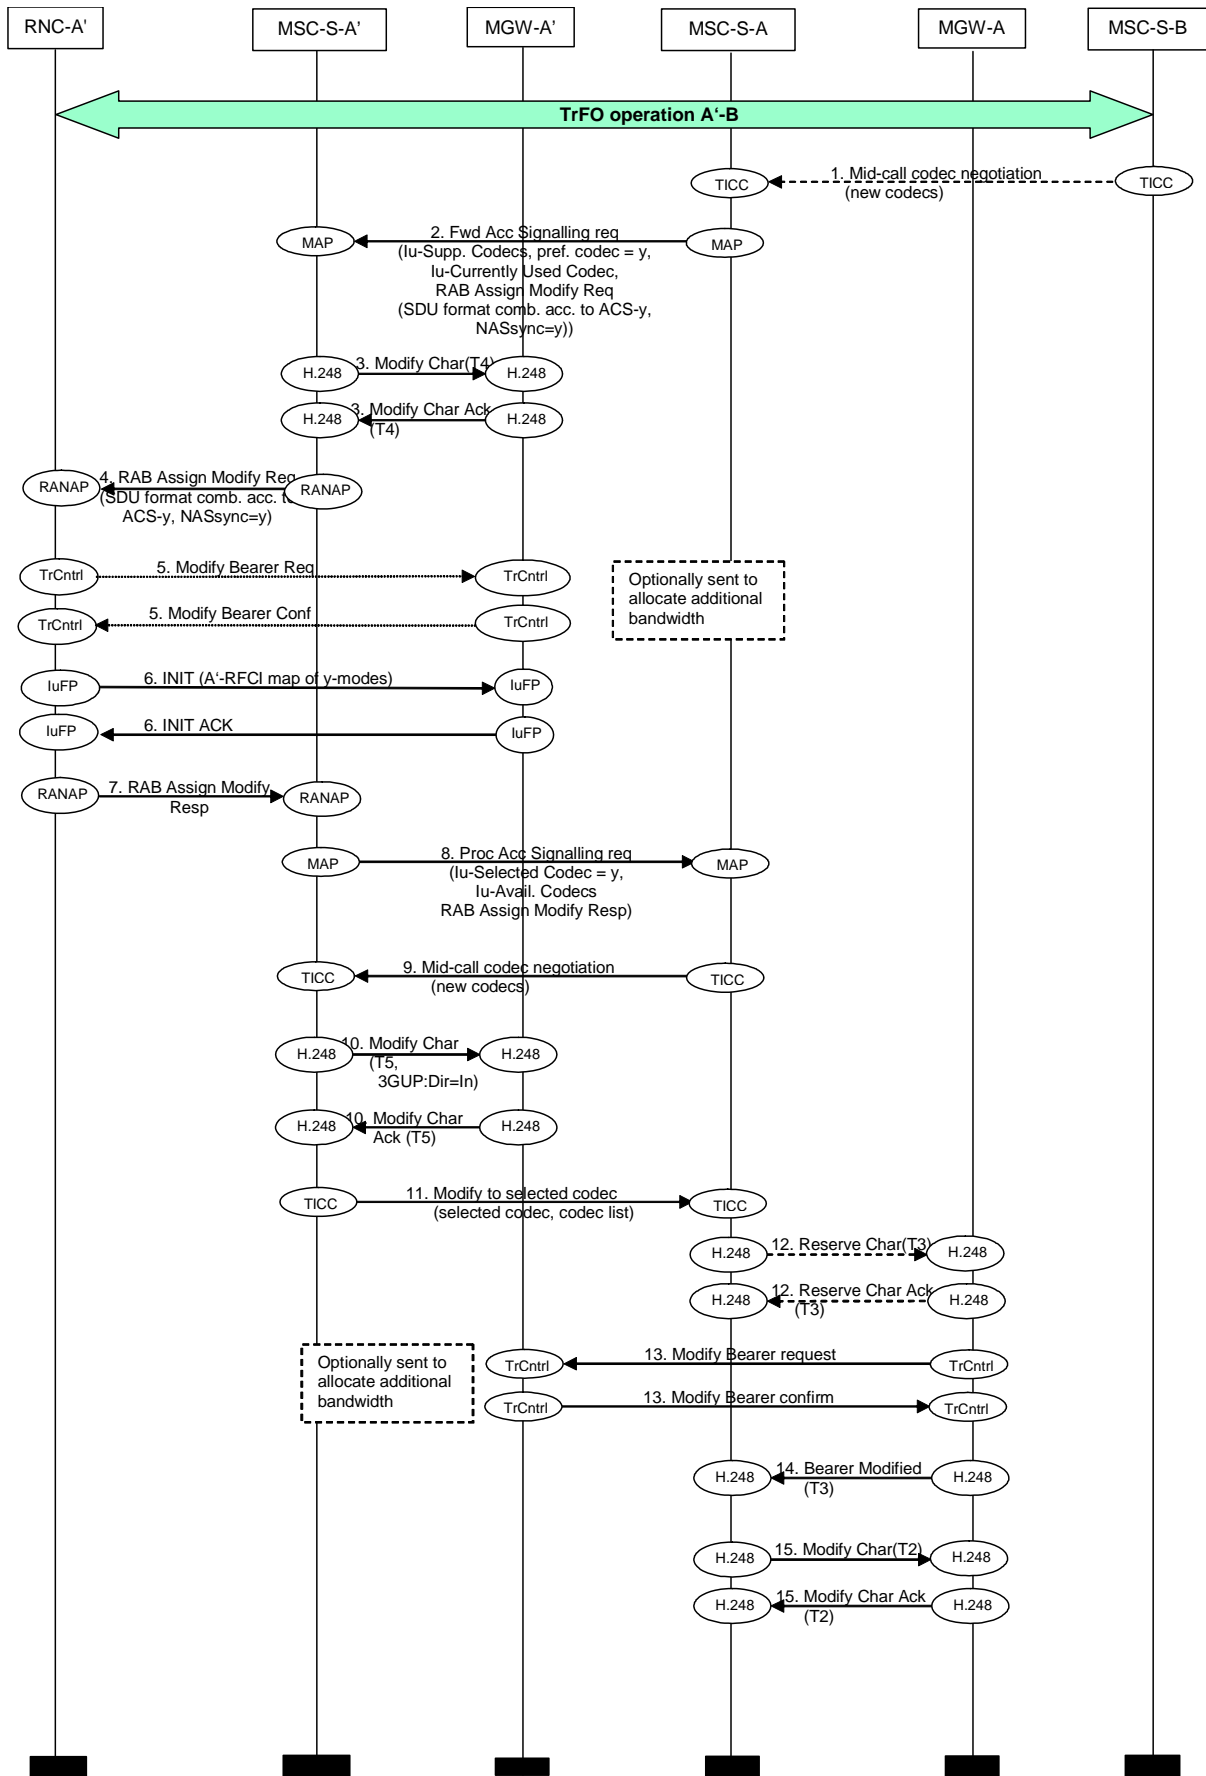 RNC-A'
MSC-S-A'
MGW-A'
MSC-S-A
MGW-A
MSC-S-B
TrFO operation A'-B
TICC
1. Mid-call codec negotiation
(new codecs)
TICC
MAP
2. Fwd Acc Signalling req
(Iu-Supp. Codecs, pref. codec = y,
Iu-Currently Used Codec,
RAB Assign Modify Req
(SDU format comb. acc. to ACS-y,
NASsync=y))
MAP
H.248
3. Modify Char(T4)
H.248
H.248
3. Modify Char Ack
(T4)
H.248
RANAP
4. RAB Assign Modify Req
(SDU format comb. acc. to
ACS-y, NASsync=y)
RANAP
TrCntrl
5. Modify Bearer Req
TrCntrl
TrCntrl
5. Modify Bearer Conf
TrCntrl
Optionally sent to
allocate additional
bandwidth
IuFP
6. INIT (A'-RFCI map of y-modes)
IuFP
IuFP
6. INIT ACK
IuFP
RANAP
7. RAB Assign Modify
Resp
RANAP
MAP
8. Proc Acc Signalling req
(Iu-Selected Codec = y,
Iu-Avail. Codecs
RAB Assign Modify Resp)
MAP
TICC
9. Mid-call codec negotiation
(new codecs)
TICC
H.248
10. Modify Char
(T5,
3GUP:Dir=In)
H.248
H.248
10. Modify Char
Ack (T5)
H.248
TICC
11. Modify to selected codec
(selected codec, codec list)
TICC
H.248
12. Reserve Char(T3)
H.248
H.248
12. Reserve Char Ack
(T3)
H.248
Optionally sent to
allocate additional
bandwidth
TrCntrl
13. Modify Bearer request
TrCntrl
TrCntrl
13. Modify Bearer confirm
TrCntrl
H.248
14. Bearer Modified
(T3)
H.248
H.248
15. Modify Char(T2)
H.248
H.248
15. Modify Char Ack
(T2)
H.248